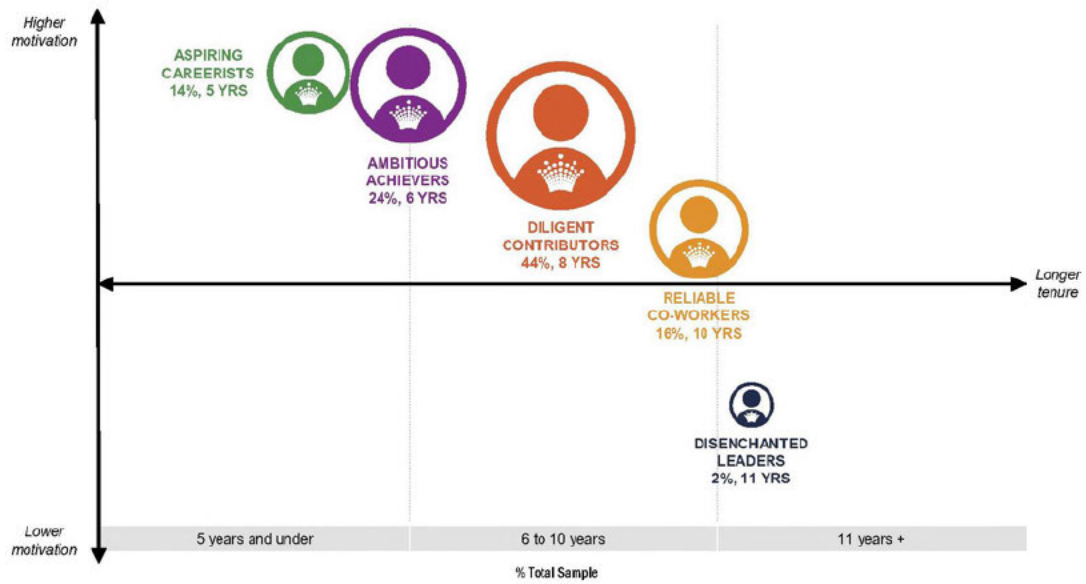 Higher
motivation
ASPIRING
CAREERISTS
14%, 5 YRS
AMBITIOUS
ACHIEVERS
24%, 6 YRS
DILIGENT
CONTRIBUTORS
44%, 8 YRS
Longer
tenure
RELIABLE
CO-WORKERS
16%, 10 YRS
DISENCHANTED
LEADERS
2%, 11 YRS
Lower
motivation
5 years and under
6 to 10 years
11 years +
% Total Sample